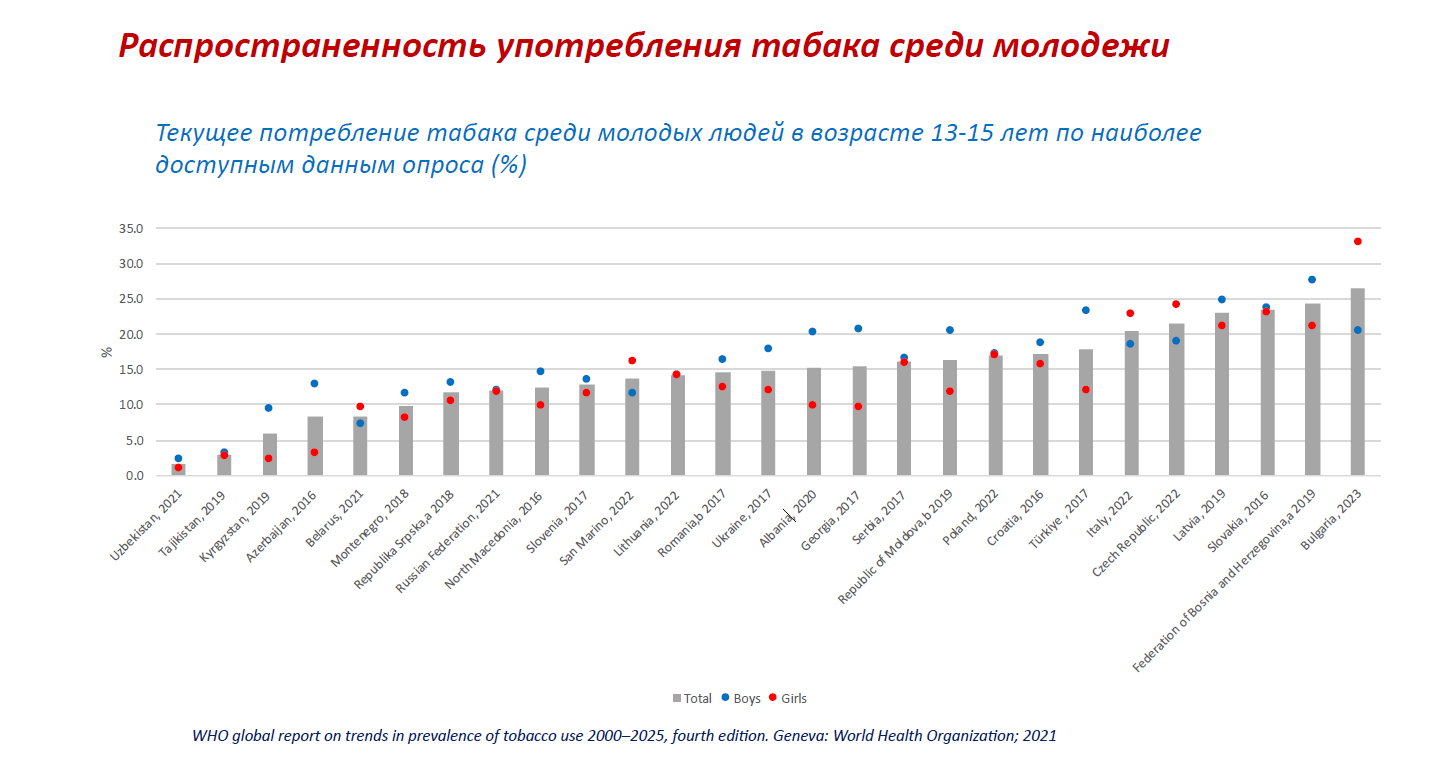 Распространенность употребления табака среди молодежи
Текущее потребление табака среди молодых людей в возрасте 13-15 лет по наиболее
доступным данным опроса (%)
35.0
30.0
25.0
20.0
15.0
10.0
5.0
0.0
%
Uzbekistan, 2021
Tajikistan, 2019
Kyrgyzstan, 2019
Azerbaijan, 2016
Belarus, 2021
Montenegro, 2018
Republika Srpska,a 2018
Russian Federation, 2021
North Macedonia, 2016
Slovenia, 2017
San Marino, 2022
Lithuania, 2022
Romania,b 2017
Ukraine, 2017
Albania, 2020
Georgia, 2017
Serbia, 2017
Republic of Moldova,b 2019
Poland, 2022
Croatia, 2016
Türkiye , 2017
Italy, 2022
Czech Republic, 2022
Latvia, 2019
Slovakia, 2016
Federation of Bosnia and Herzegovina,a 2019
Bulgaria, 2023
Total Boys Girls
WHO global report on trends in prevalence of tobacco use 2000–2025, fourth edition. Geneva: World Health Organization; 2021